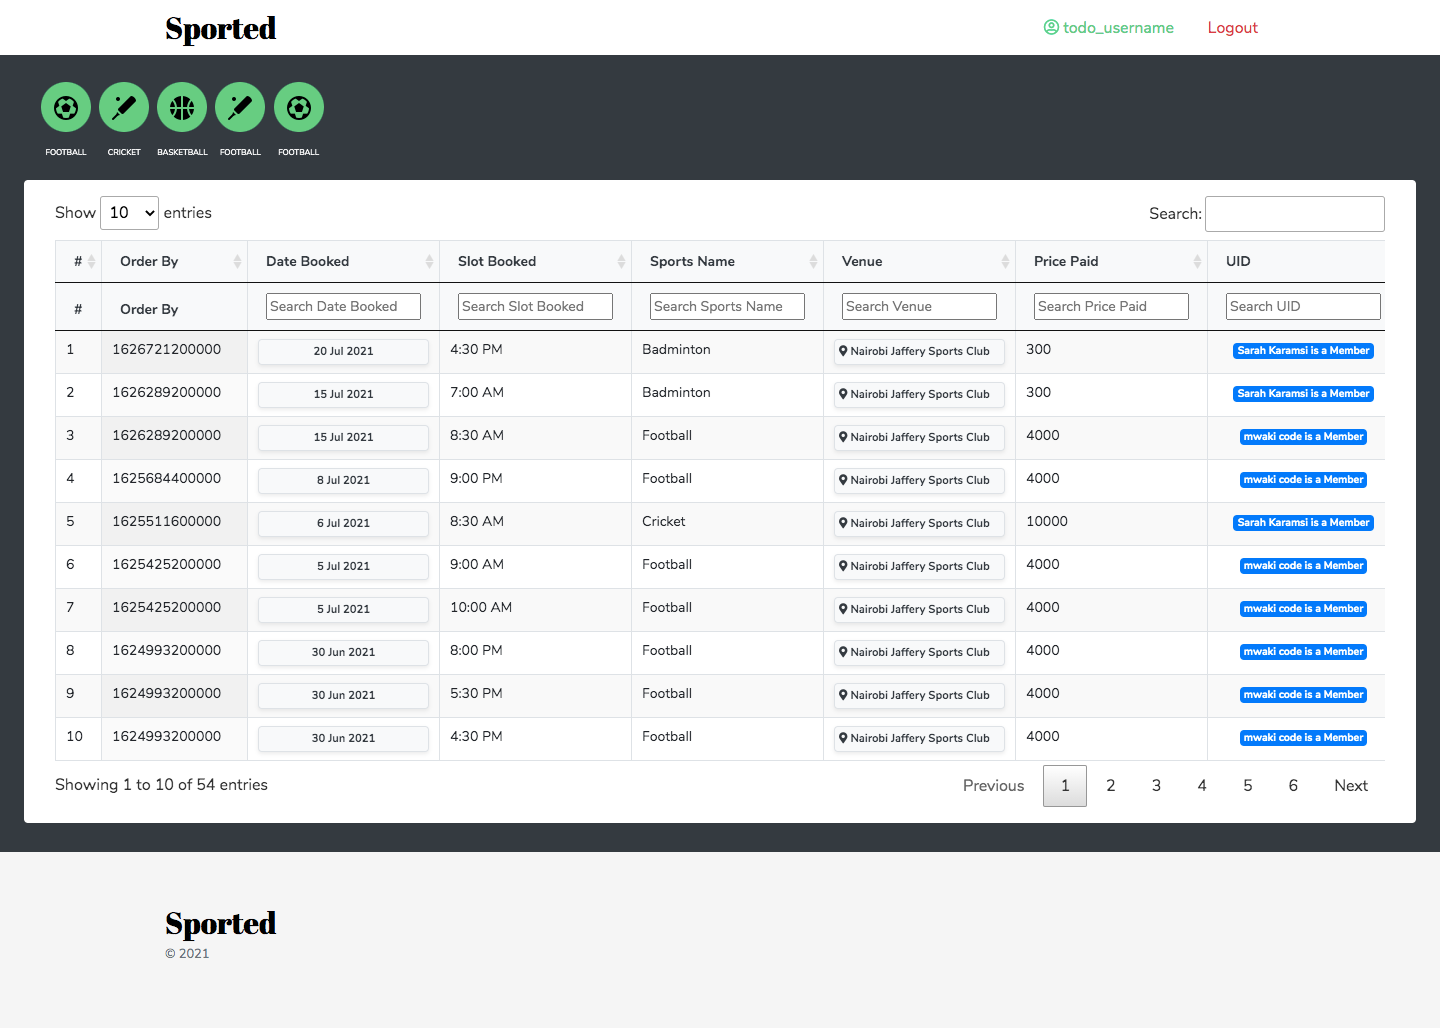 Sported todo_username Logout
FOOTBALL CRICKET BASKETBALL FOOTBALL FOOTBALL
Show 10 entries Search:
# Order By Date Booked Slot Booked Sports Name Venue Price Paid UID
# Order By Search Date Booked Search Slot Booked Search Sports Name Search Venue Search Price Paid Search UID
1 1626721200000 20 Jul 2021 4:30 PM Badminton Nairobi Jaffery Sports Club 300 Sarah Karamsi is a Member
2 1626289200000 15 Jul 2021 7:00 AM Badminton Nairobi Jaffery Sports Club 300 Sarah Karamsi is a Member
3 1626289200000 15 Jul 2021 8:30 AM Football Nairobi Jaffery Sports Club 4000 mwaki code is a Member
4 1625684400000 8 Jul 2021 9:00 PM Football Nairobi Jaffery Sports Club 4000 mwaki code is a Member
5 1625511600000 6 Jul 2021 8:30 AM Cricket Nairobi Jaffery Sports Club 10000 Sarah Karamsi is a Member
6 1625425200000 5 Jul 2021 9:00 AM Football Nairobi Jaffery Sports Club 4000 mwaki code is a Member
7 1625425200000 5 Jul 2021 10:00 AM Football Nairobi Jaffery Sports Club 4000 mwaki code is a Member
8 1624993200000 30 Jun 2021 8:00 PM Football Nairobi Jaffery Sports Club 4000 mwaki code is a Member
9 1624993200000 30 Jun 2021 5:30 PM Football Nairobi Jaffery Sports Club 4000 mwaki code is a Member
10 1624993200000 30 Jun 2021 4:30 PM Football Nairobi Jaffery Sports Club 4000 mwaki code is a Member
Showing 1 to 10 of 54 entries Previous 1 2 3 4 5 6 Next
Sported
© 2021